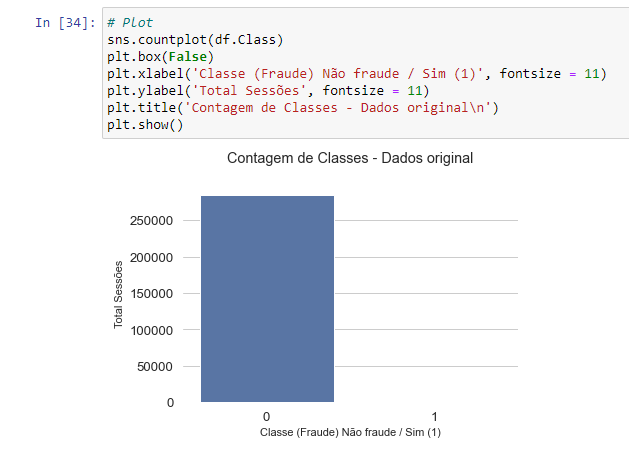 In [34]: # Plot
sns.countplot(df.Class)
plt.box(False)
plt.xlabel('Classe (Fraude) Não fraude / Sim (1)', fontsize = 11)
plt.ylabel('Total Sessões', fontsize = 11)
plt.title('Contagem de Classes - Dados original\n')
plt.show()
Contagem de Classes - Dados original
Total Sessões
250000
200000
150000
100000
50000
0
0 1
Classe (Fraude) Não fraude / Sim (1)